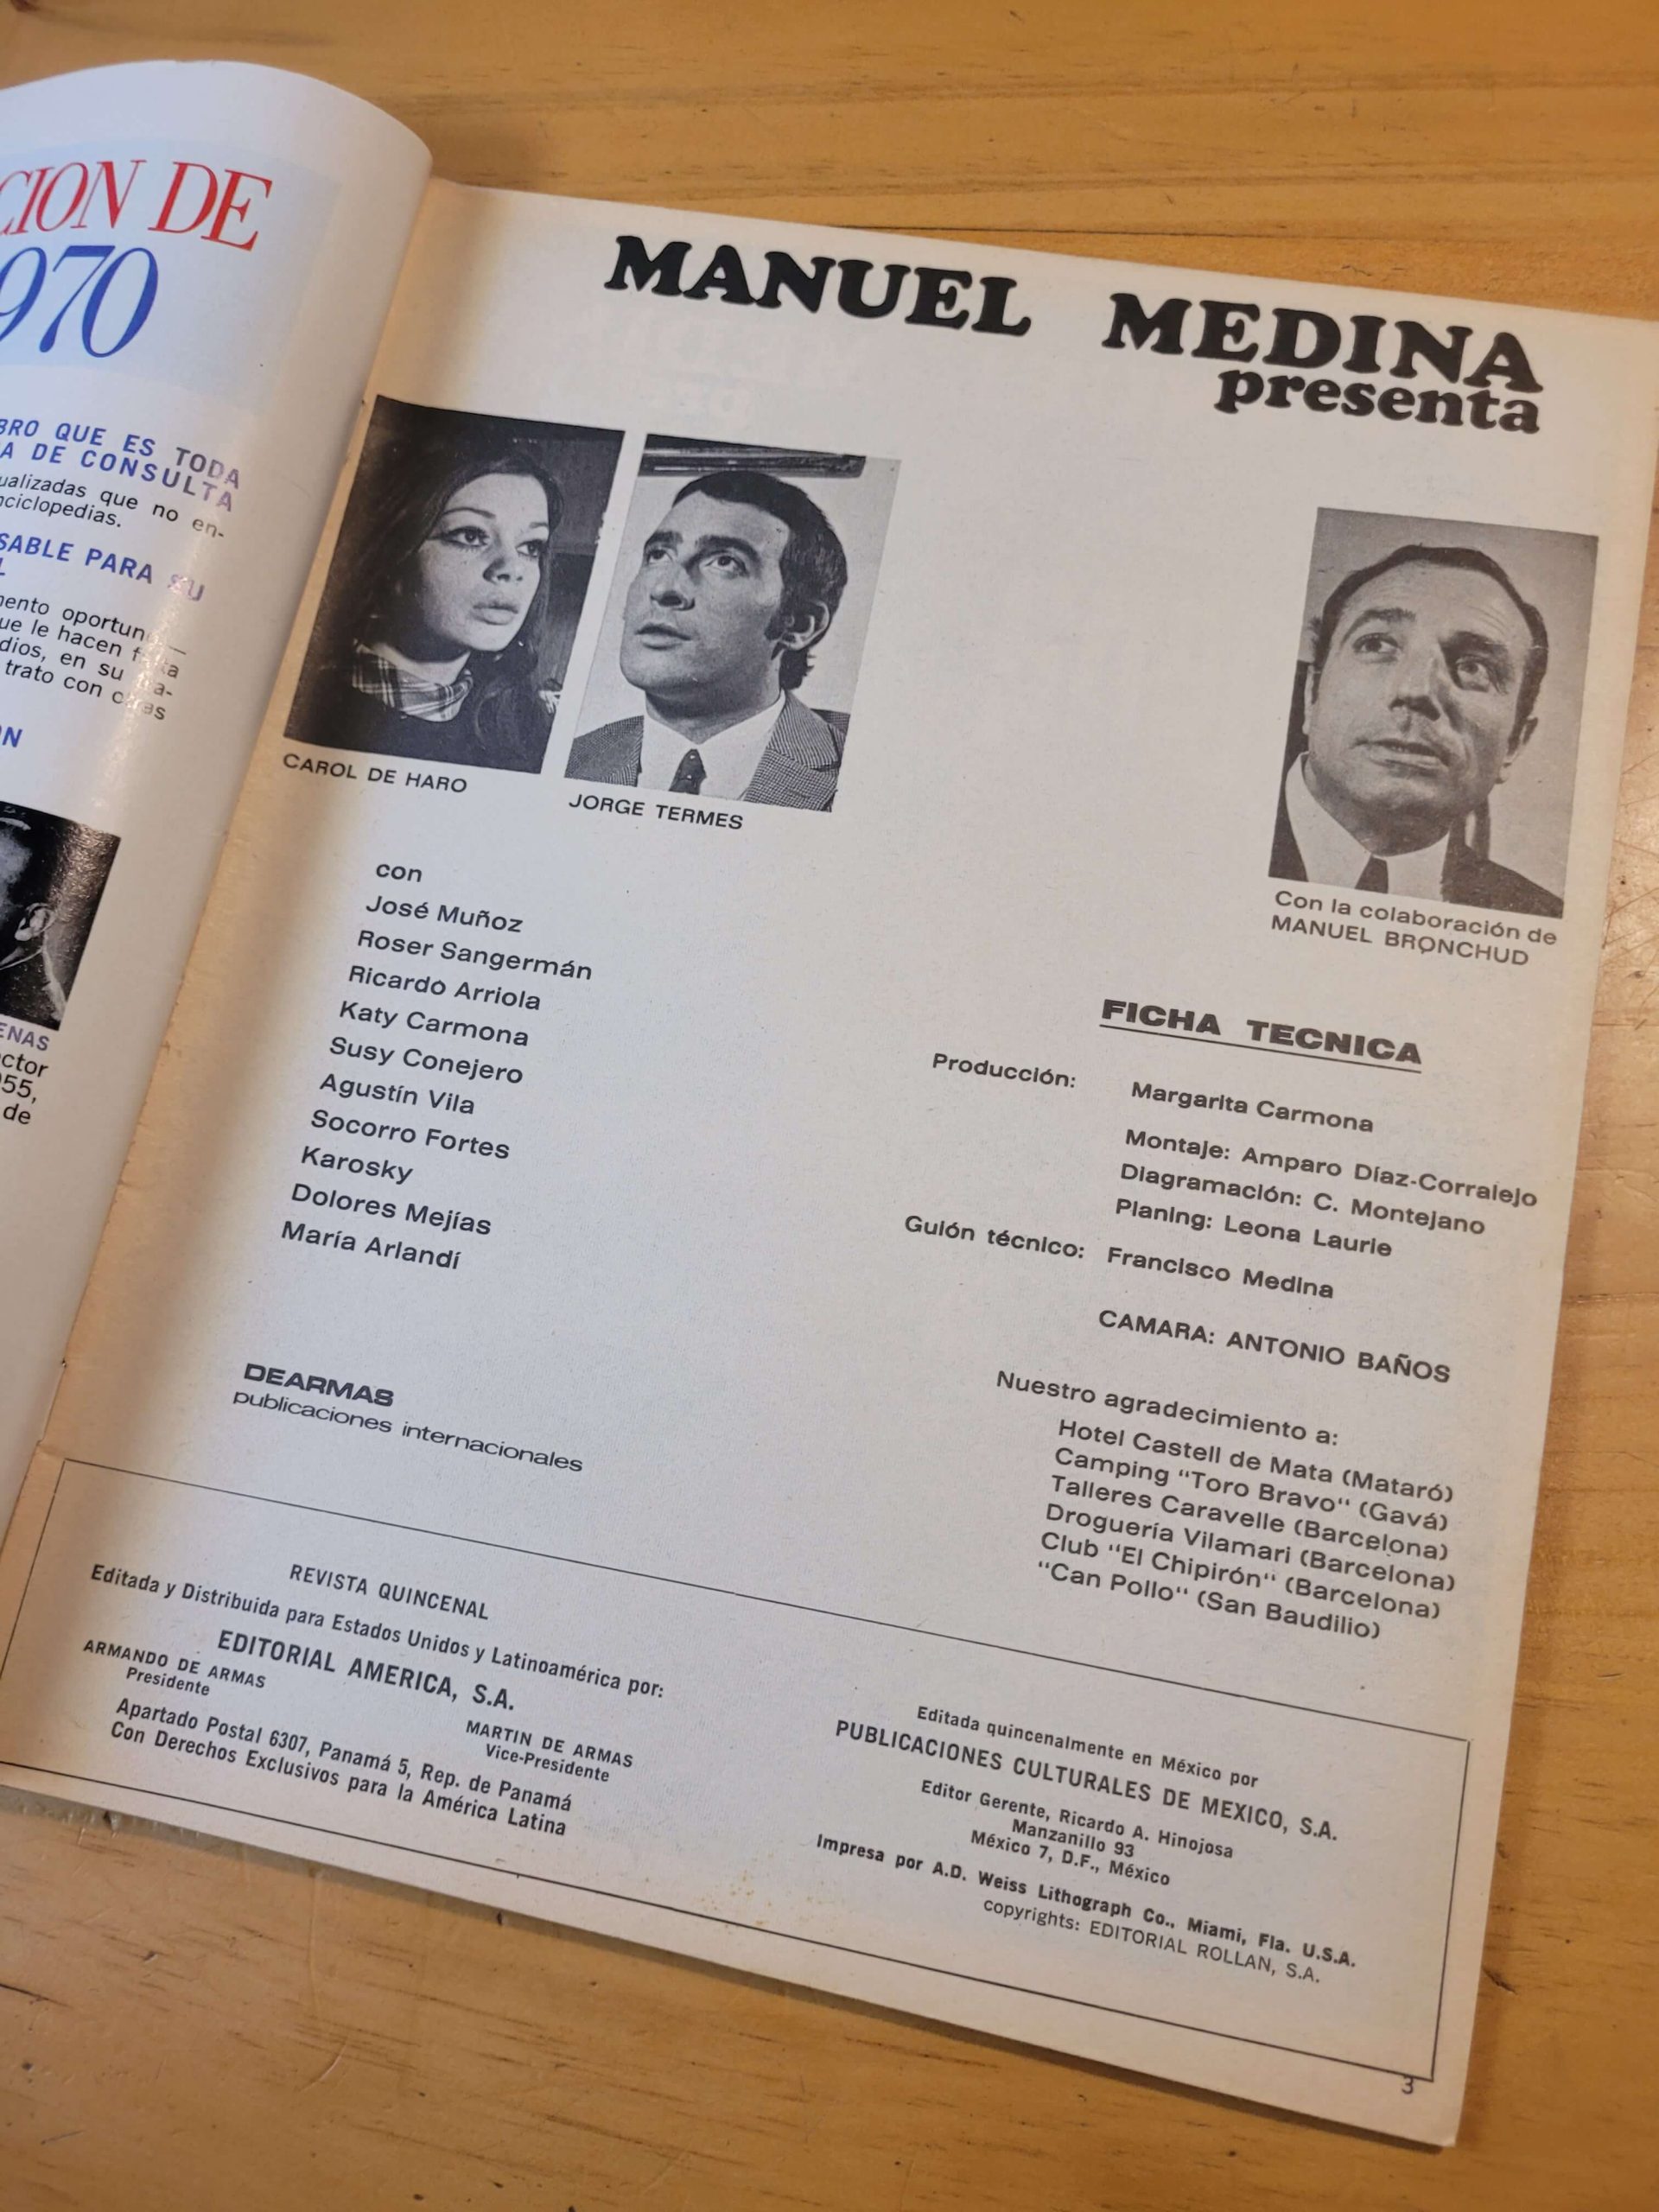 CION DE
970
BRO QUE ES TODA
A DE CONSULTA
ualizadas que no en-
nciclopedias.
SABLE PARA SU
L
mento oportuno
ue le hacen falta
dios, en su
trato con
ON
ENAS
ctor
955,
de
MANUEL MEDINA
presenta
CAROL DE HARO
JORGE TERMES
Con la colaboración de
MANUEL BRONCHUD
con
José Muñoz
Roser Sangermán
Ricardo Arriola
Katy Carmona
Susy Conejero
Agustín Vila
Socorro Fortes
Karosky
Dolores Mejías
María Arlandí
FICHA TECNICA
Producción: Margarita Carmona
Montaje: Amparo Díaz-Corralejo
Diagramación: C. Montejano
Planing: Leona Laurie
Guión técnico: Francisco Medina
CAMARA: ANTONIO BAÑOS
Nuestro agradecimiento a:
Hotel Castell de Mata (Mataró)
Camping "Toro Bravo" (Gavá)
Talleres Caravelle (Barcelona)
Droguería Vilamari (Barcelona)
Club "El Chipirón" (Barcelona)
"Can Pollo" (San Baudilio)
DEARMAS
publicaciones internacionales
REVISTA QUINCENAL
Editada y Distribuida para Estados Unidos y Latinoamérica por:
EDITORIAL AMERICA, S.A.
ARMANDO DE ARMAS
Presidente
MARTIN DE ARMAS
Vice-Presidente
Apartado Postal 6307, Panamá 5, Rep. de Panamá
Con Derechos Exclusivos para la América Latina
Editada quincenalmente en México por
PUBLICACIONES CULTURALES DE MEXICO, S.A.
Editor Gerente, Ricardo A. Hinojosa
Manzanillo 93
México 7, D.F., México
Impresa por A.D. Weiss Lithograph Co., Miami, Fla. U.S.A.
copyrights: EDITORIAL ROLLAN, S.A.
3